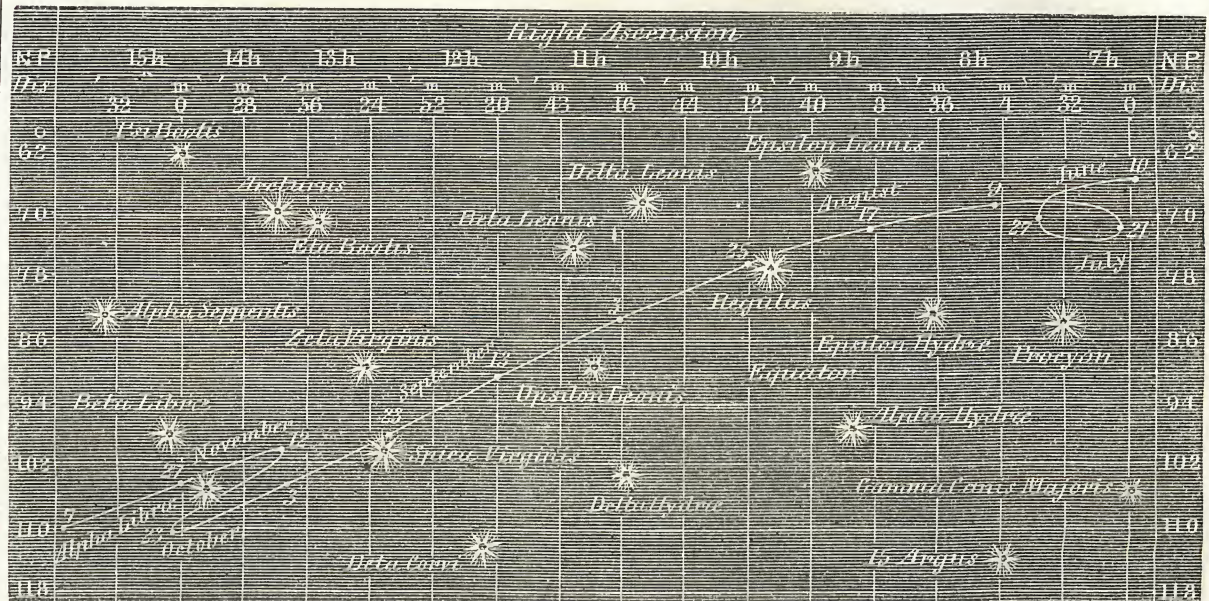 Right Ascension
NP 15h 14h 13h 12h 11h 10h 9h 8h 7h NP
Dis m m m m m m m m Dis
32 0 28 56 24 52 20 48 16 44 12 40 8 36 4 32 0
0 Psi Bootis
62 Epsilon Leonis 62
Delta Leonis June 10
Arcturus August 9
70 Beta Leonis 17 27 21 70
Eta Bootis July
25
78 Regulus 78
Alpha Serpentis 3
86 Zeta Virginis Epsilon Hydræ Procyon 86
September 13 Equator
94 Beta Libræ Upsilon Leonis Alpha Hydræ 94
23
November 12
102 27 Spica Virginis 102
3 Delta Hydræ Gamma Canis Majoris
110 7 Alpha Libræ 23 October 110
Beta Corvi 15 Argus
118 118